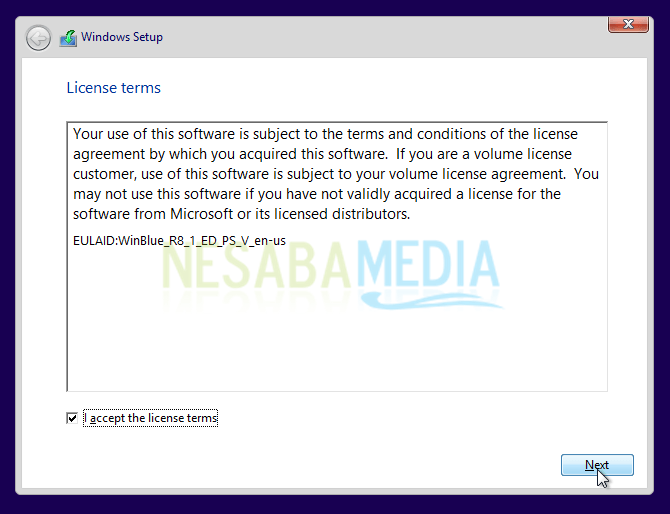 Windows Setup
License terms
Your use of this software is subject to the terms and conditions of the license
agreement by which you acquired this software.  If you are a volume license
customer, use of this software is subject to your volume license agreement.  You
may not use this software if you have not validly acquired a license for the
software from Microsoft or its licensed distributors.
EULAID:WinBlue_R8_1_ED_PS_V_en-us
NESABAMEDIA
I accept the license terms
Next